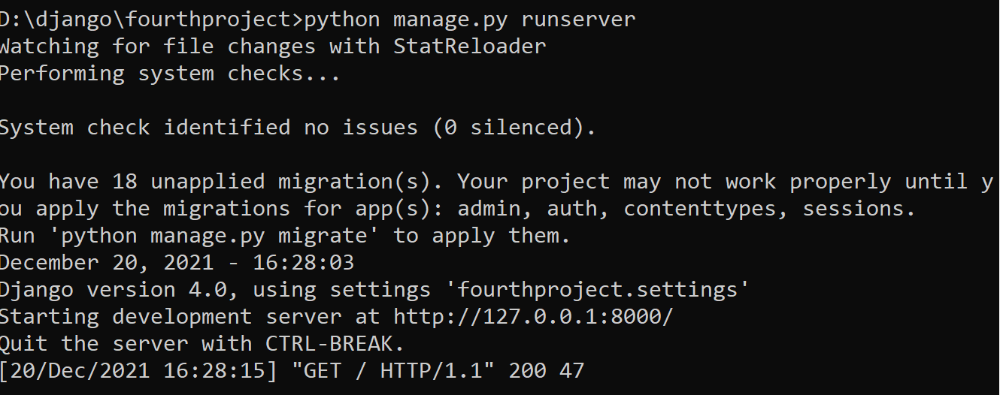 D:\django\fourthproject>python manage.py runserver
Watching for file changes with StatReloader
Performing system checks...
System check identified no issues (0 silenced).
You have 18 unapplied migration(s). Your project may not work properly until y
ou apply the migrations for app(s): admin, auth, contenttypes, sessions.
Run 'python manage.py migrate' to apply them.
December 20, 2021 - 16:28:03
Django version 4.0, using settings 'fourthproject.settings'
Starting development server at http://127.0.0.1:8000/
Quit the server with CTRL-BREAK.
[20/Dec/2021 16:28:15] "GET / HTTP/1.1" 200 47